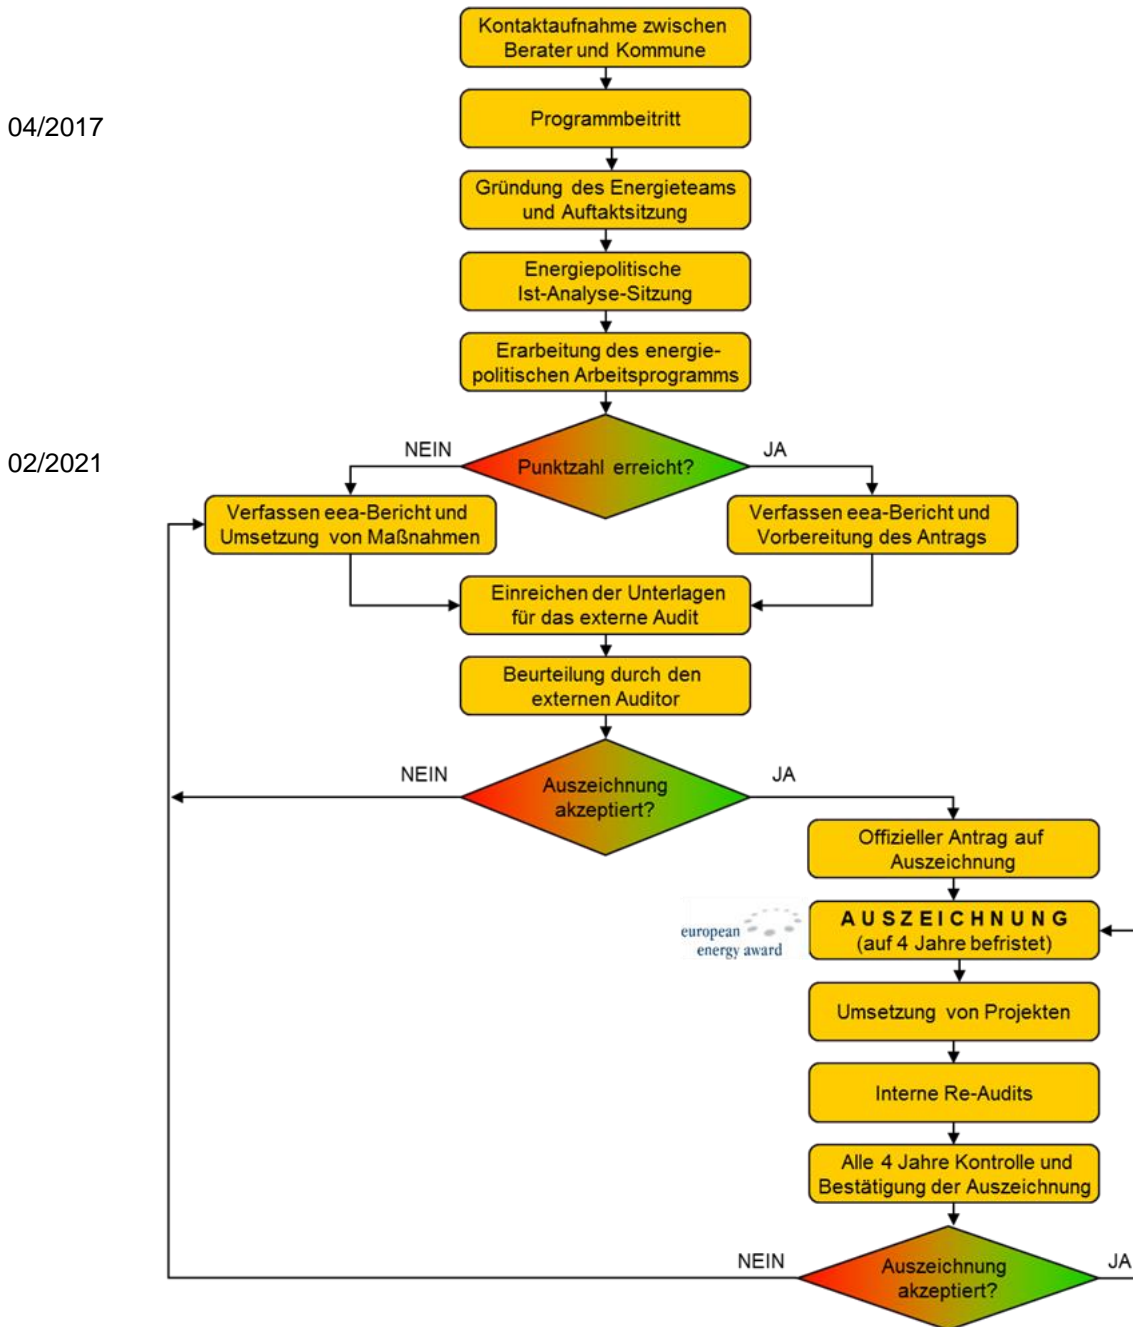 Kontaktaufnahme zwischen
Berater und Kommune
04/2017
Programmbeitritt
Gründung des Energieteams
und Auftaktsitzung
Energiepolitische
Ist-Analyse-Sitzung
Erarbeitung des energie-
politischen Arbeitsprogramms
02/2021
NEIN
Punktzahl erreicht?
JA
Verfassen eea-Bericht und
Umsetzung von Maßnahmen
Verfassen eea-Bericht und
Vorbereitung des Antrags
Einreichen der Unterlagen
für das externe Audit
Beurteilung durch den
externen Auditor
NEIN
Auszeichnung
akzeptiert?
JA
Offizieller Antrag auf
Auszeichnung
european
energy award
AUSZEICHNUNG
(auf 4 Jahre befristet)
Umsetzung von Projekten
Interne Re-Audits
Alle 4 Jahre Kontrolle und
Bestätigung der Auszeichnung
NEIN
Auszeichnung
akzeptiert?
JA